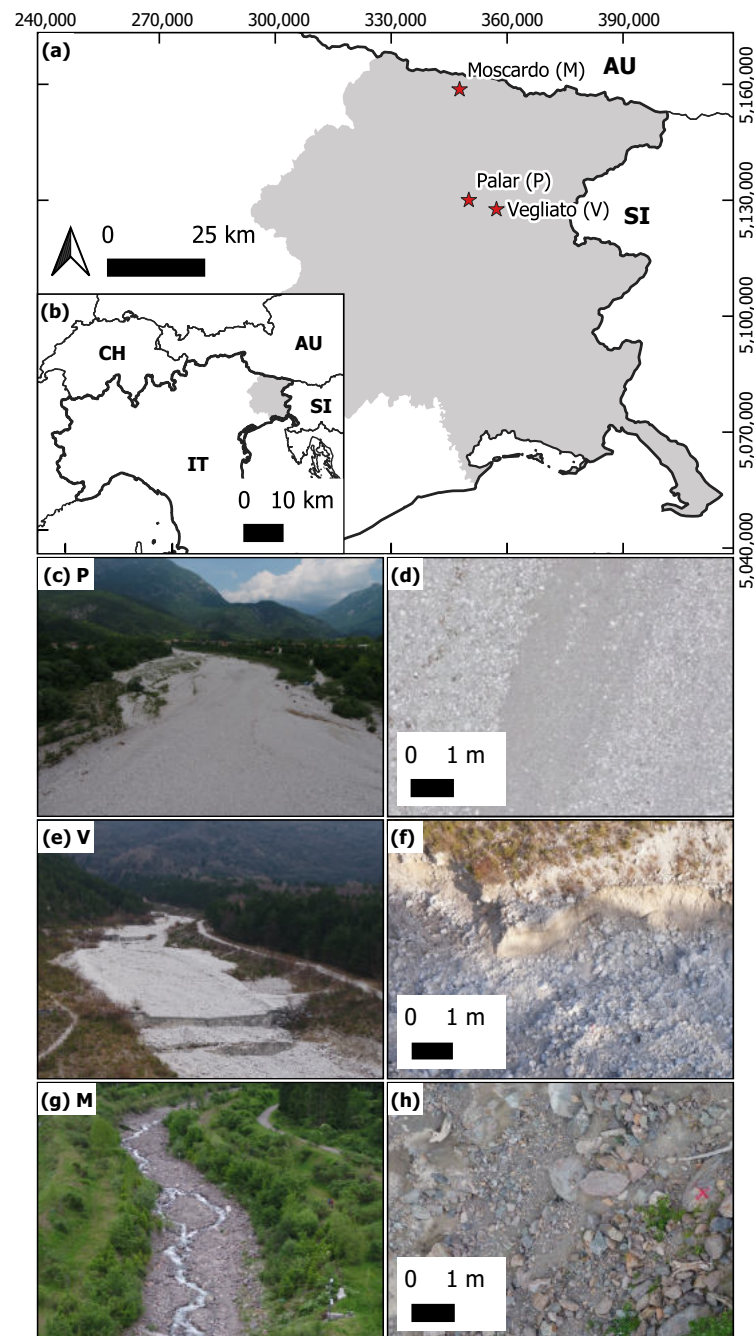 240,000 270,000 300,000 330,000 360,000 390,000
(a)
Moscardo (M)
AU
5,160,000
Palar (P)
Vegliato (V)
SI
5,130,000
0 25 km
5,100,000
(b)
CH
AU
SI
IT
0 10 km
5,070,000
5,040,000
(c) P
(d)
0 1 m
(e) V
(f)
0 1 m
(g) M
(h)
0 1 m